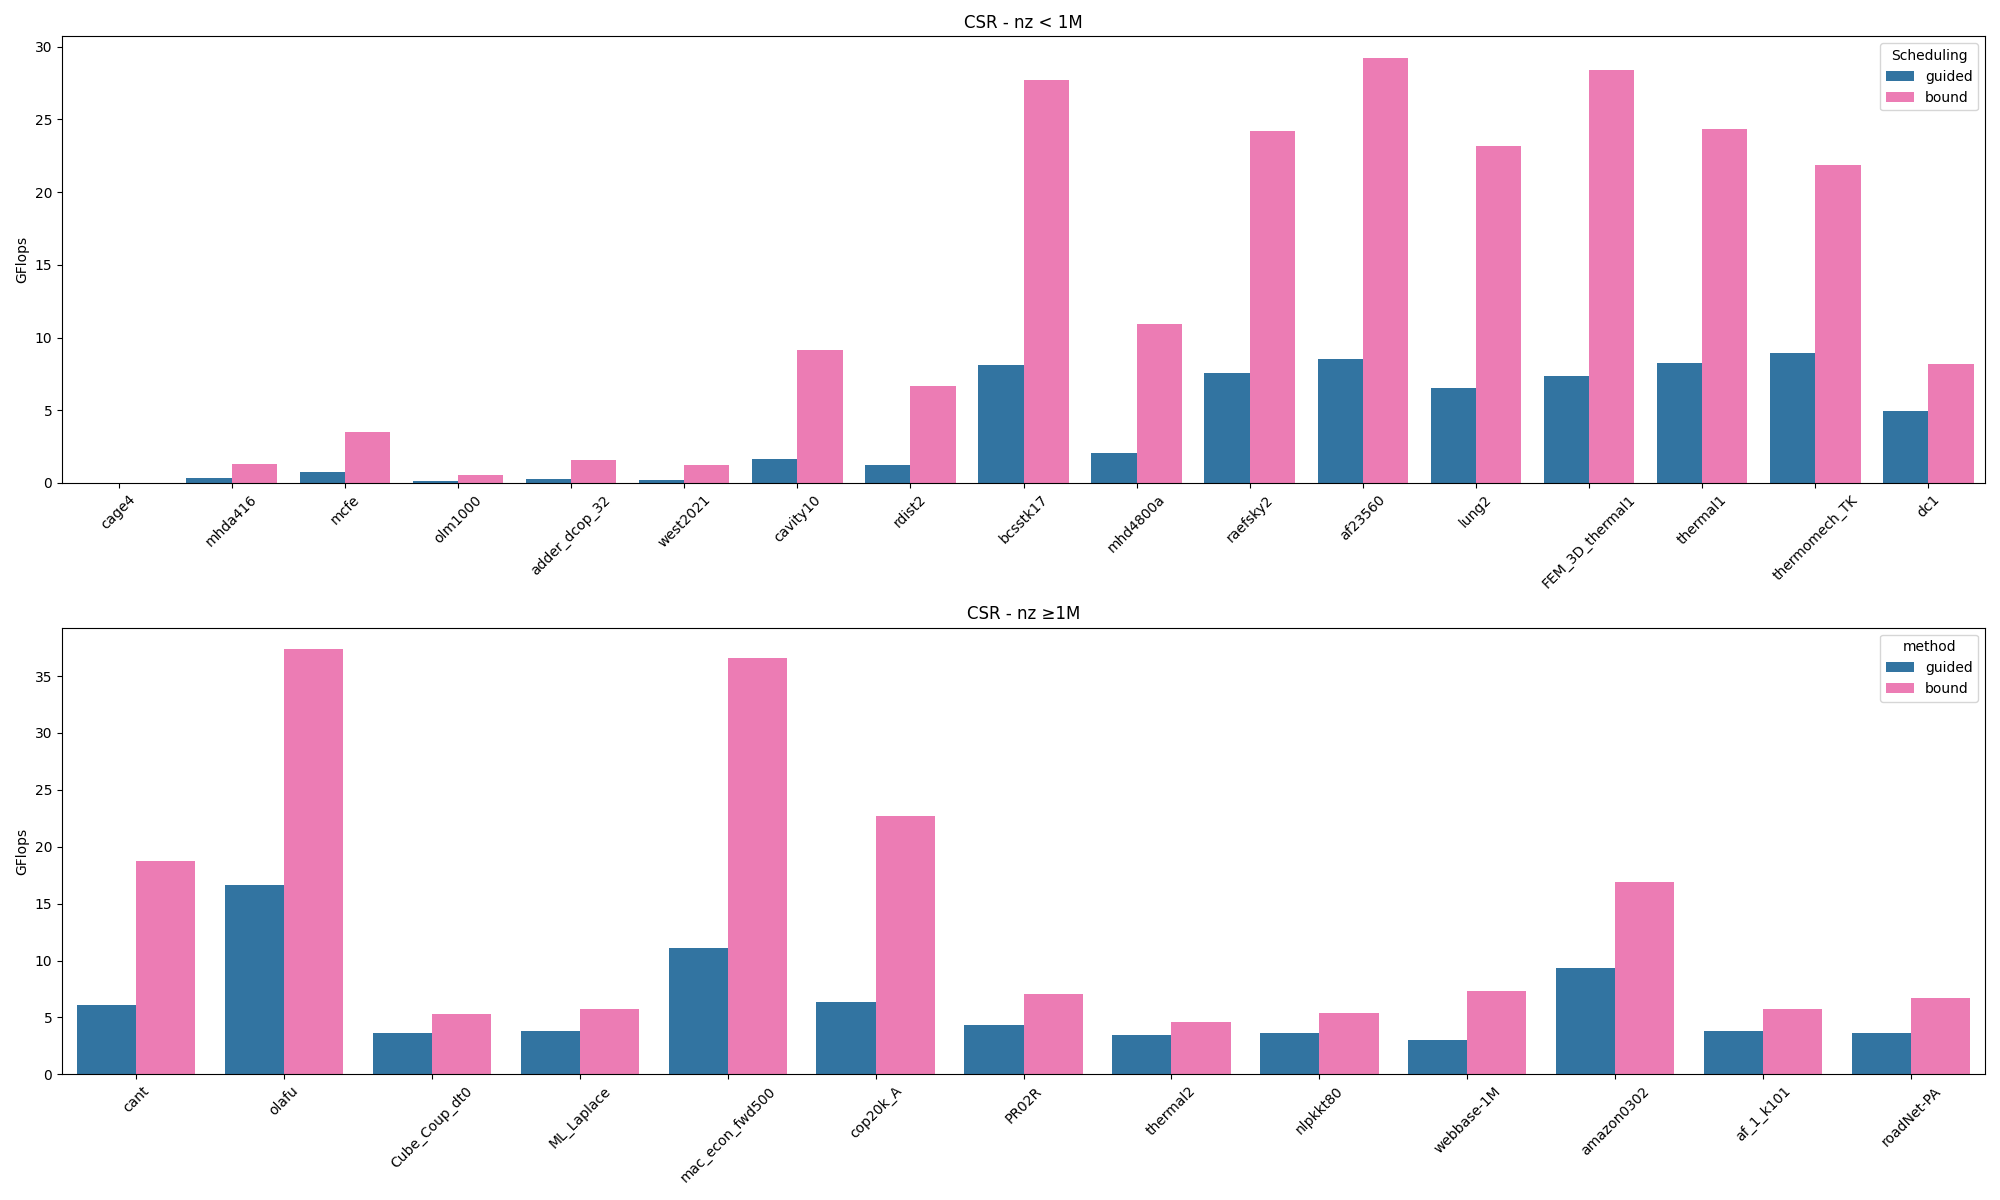 CSR - nz < 1M
30
25
20
15
10
5
0
GFlops
Scheduling
guided
bound
cage4
mhda416
mcfe
olm1000
adder_dcop_32
west2021
cavity10
rdist2
bcsstk17
mhd4800a
raefsky2
af23560
lung2
FEM_3D_thermal1
thermal1
thermomech_TK
dc1
CSR - nz ≥1M
35
30
25
20
15
10
5
0
GFlops
method
guided
bound
cant
olafu
Cube_Coup_dt0
ML_Laplace
mac_econ_fwd500
cop20k_A
PR02R
thermal2
nlpkkt80
webbase-1M
amazon0302
af_1_k101
roadNet-PA